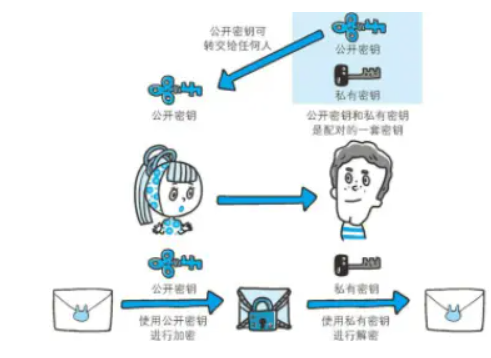 公开密钥可
转交给任何人
公开密钥
私有密钥
公开密钥
公开密钥和私有密钥
是配对的一套密钥
公开密钥
私有密钥
使用公开密钥
进行加密
使用私有密钥
进行解密